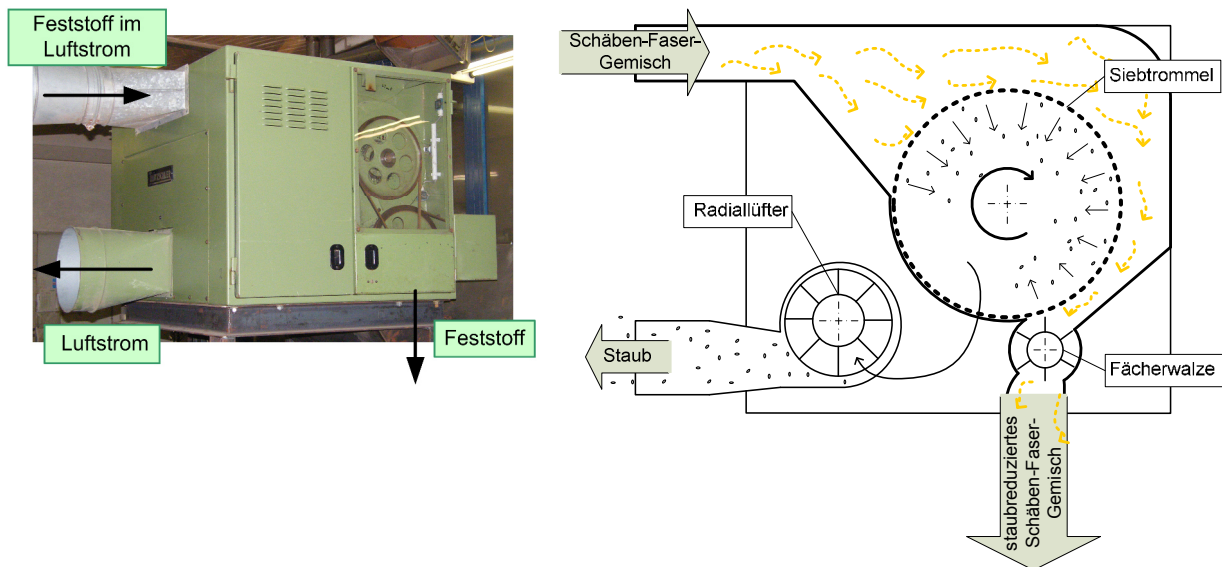 Feststoff im
Luftstrom
Luftstrom
Feststoff
Schäben-Faser-
Gemisch
Siebtrommel
Radiallüfter
Staub
Fächerwalze
staubreduziertes
Schäben-Faser-
Gemisch